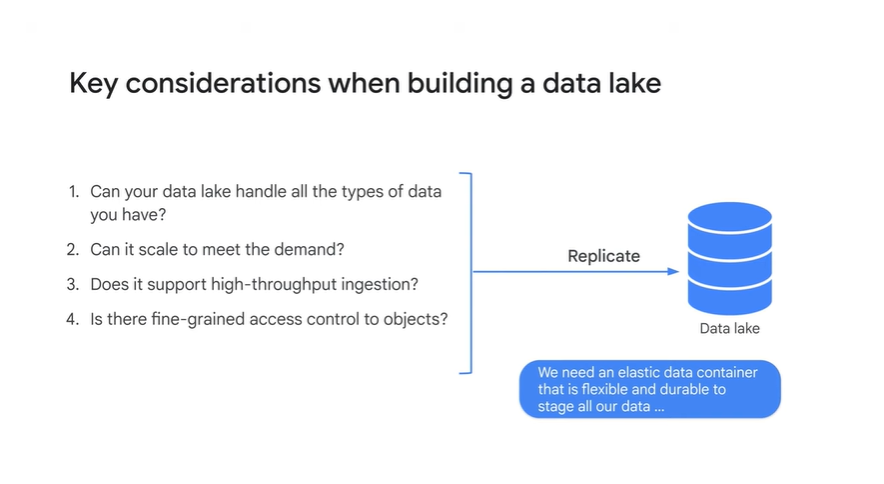 Key considerations when building a data lake
1. Can your data lake handle all the types of data
you have?
2. Can it scale to meet the demand?
3. Does it support high-throughput ingestion?
4. Is there fine-grained access control to objects?
Replicate
Data lake
We need an elastic data container
that is flexible and durable to
stage all our data ...